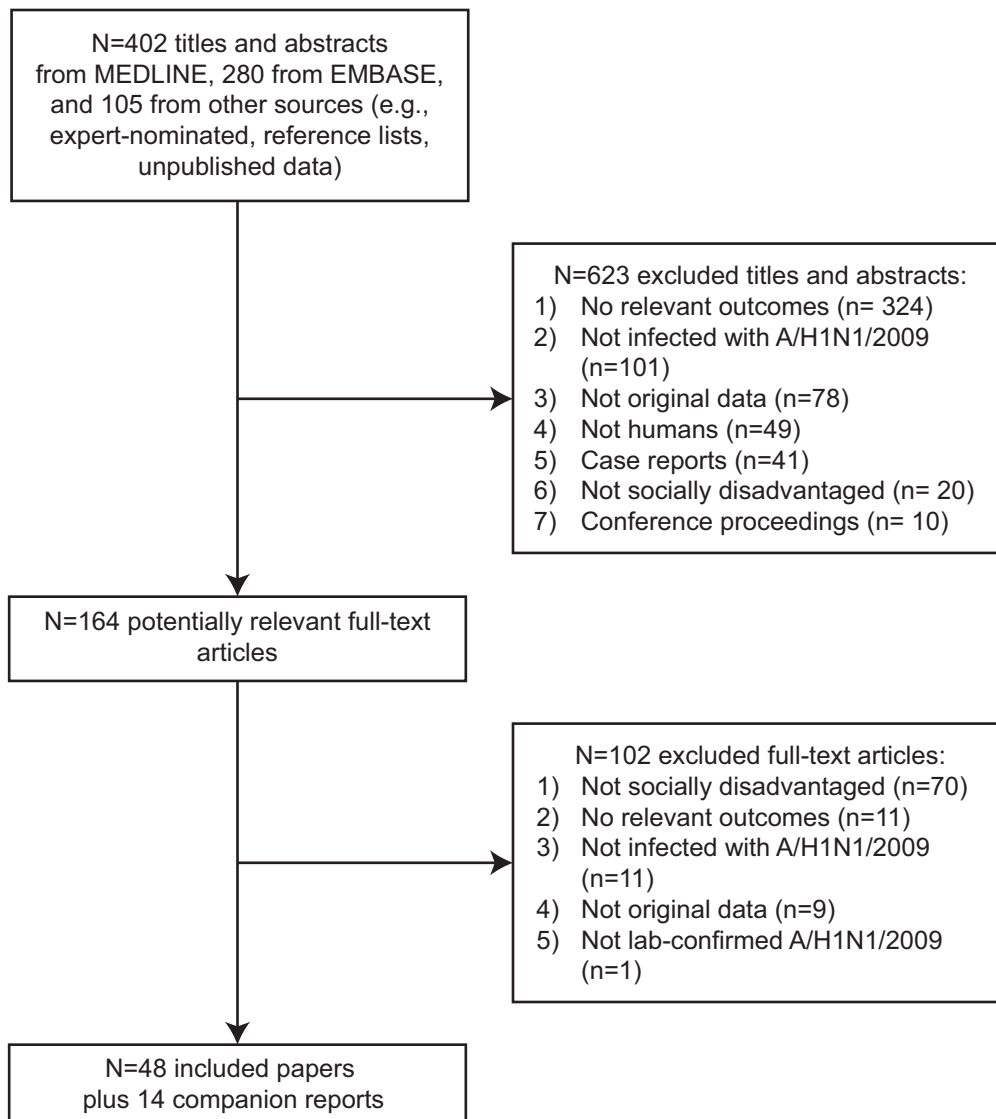 N=402 titles and abstracts
from MEDLINE, 280 from EMBASE,
and 105 from other sources (e.g.,
expert-nominated, reference lists,
unpublished data)
N=623 excluded titles and abstracts:
1) No relevant outcomes (n= 324)
2) Not infected with A/H1N1/2009
(n=101)
3) Not original data (n=78)
4) Not humans (n=49)
5) Case reports (n=41)
6) Not socially disadvantaged (n= 20)
7) Conference proceedings (n= 10)
N=164 potentially relevant full-text
articles
N=102 excluded full-text articles:
1) Not socially disadvantaged (n=70)
2) No relevant outcomes (n=11)
3) Not infected with A/H1N1/2009
(n=11)
4) Not original data (n=9)
5) Not lab-confirmed A/H1N1/2009
(n=1)
N=48 included papers
plus 14 companion reports